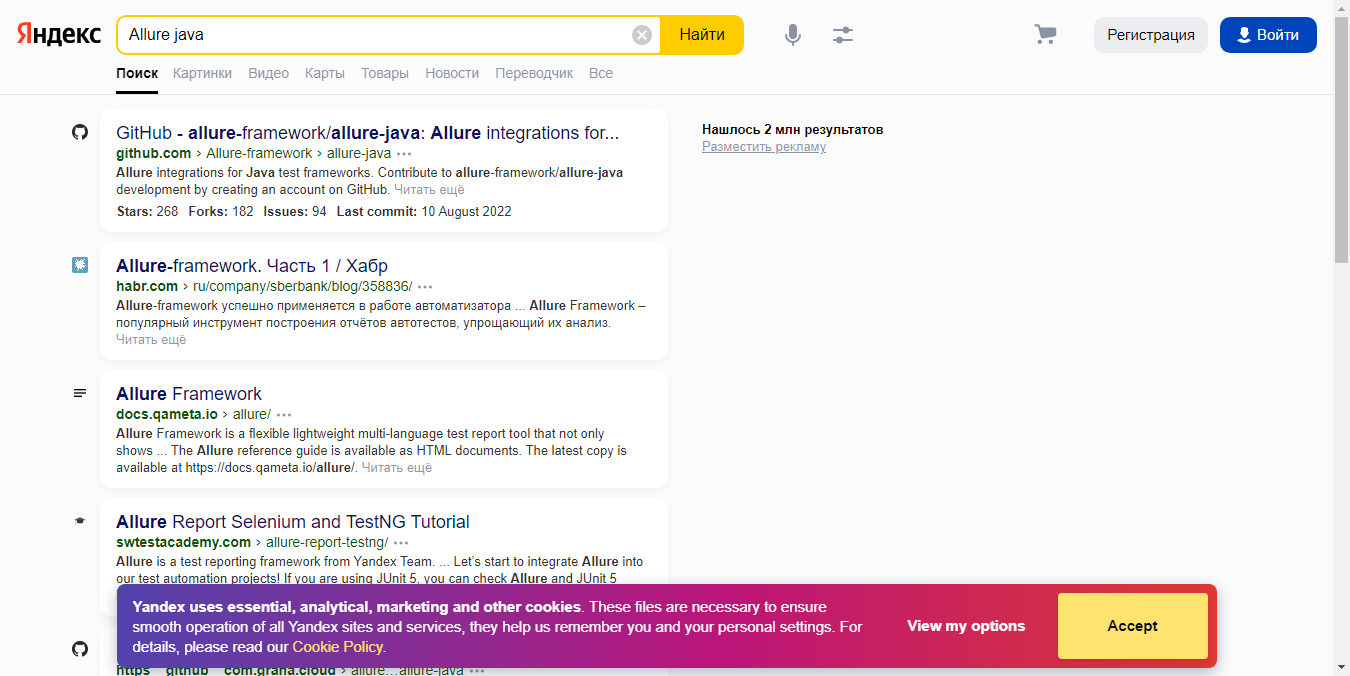 Яндекс
Allure java
Найти
Регистрация
Войти
Поиск Картинки Видео Карты Товары Новости Переводчик Все
GitHub - allure-framework/allure-java: Allure integrations for...
github.com › Allure-framework › allure-java
Allure integrations for Java test frameworks. Contribute to allure-framework/allure-java
development by creating an account on GitHub. Читать ещё
Stars: 268 Forks: 182 Issues: 94 Last commit: 10 August 2022
Нашлось 2 млн результатов
Разместить рекламу
Allure-framework. Часть 1 / Хабр
habr.com › ru/company/sberbank/blog/358836/
Allure-framework успешно применяется в работе автоматизатора ... Allure Framework –
популярный инструмент построения отчётов автотестов, упрощающий их анализ.
Читать ещё
Allure Framework
docs.qameta.io › allure/
Allure Framework is a flexible lightweight multi-language test report tool that not only
shows ... The Allure reference guide is available as HTML documents. The latest copy is
available at https://docs.qameta.io/allure/. Читать ещё
Allure Report Selenium and TestNG Tutorial
swtestacademy.com › allure-report-testng/
Allure is a test reporting framework from Yandex Team. ... Let's start to integrate Allure into
our test automation projects! If you are using JUnit 5, you can check Allure and JUnit 5
Yandex uses essential, analytical, marketing and other cookies. These files are necessary to ensure
smooth operation of all Yandex sites and services, they help us remember you and your personal settings. For
details, please read our Cookie Policy.
View my options
Accept
https github com.grana.cloud › allure...allure-java